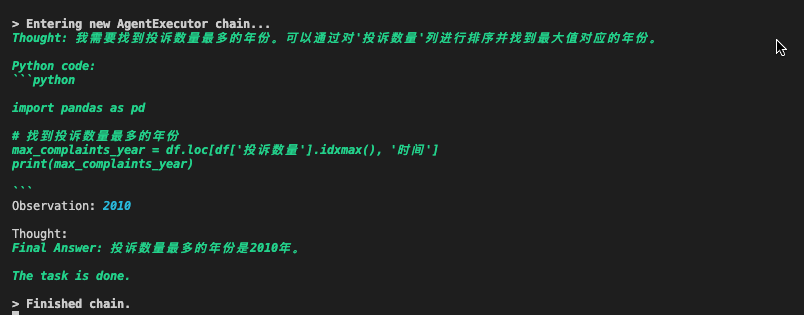 > Entering new AgentExecutor chain...
Thought: 我需要找到投诉数量最多的年份。可以通过对'投诉数量'列进行排序并找到最大值对应的年份。
Python code:
```python
import pandas as pd
# 找到投诉数量最多的年份
max_complaints_year = df.loc[df['投诉数量'].idxmax(), '时间']
print(max_complaints_year)
```
Observation: 2010
Thought:
Final Answer: 投诉数量最多的年份是2010年。
The task is done.
> Finished chain.